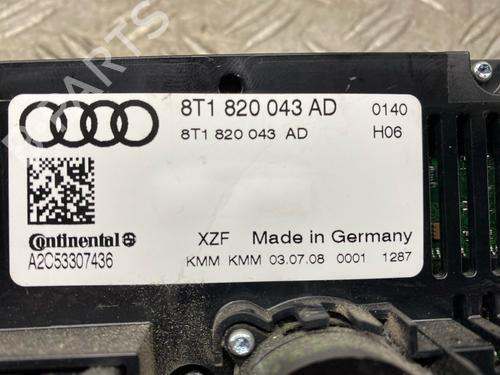 B-PARTS
8T1 820 043 AD 0140
8T1 820 043 AD H06
Continental
A2C53307436
XZF Made in Germany
KMM KMM 03.07.08 0001 1287